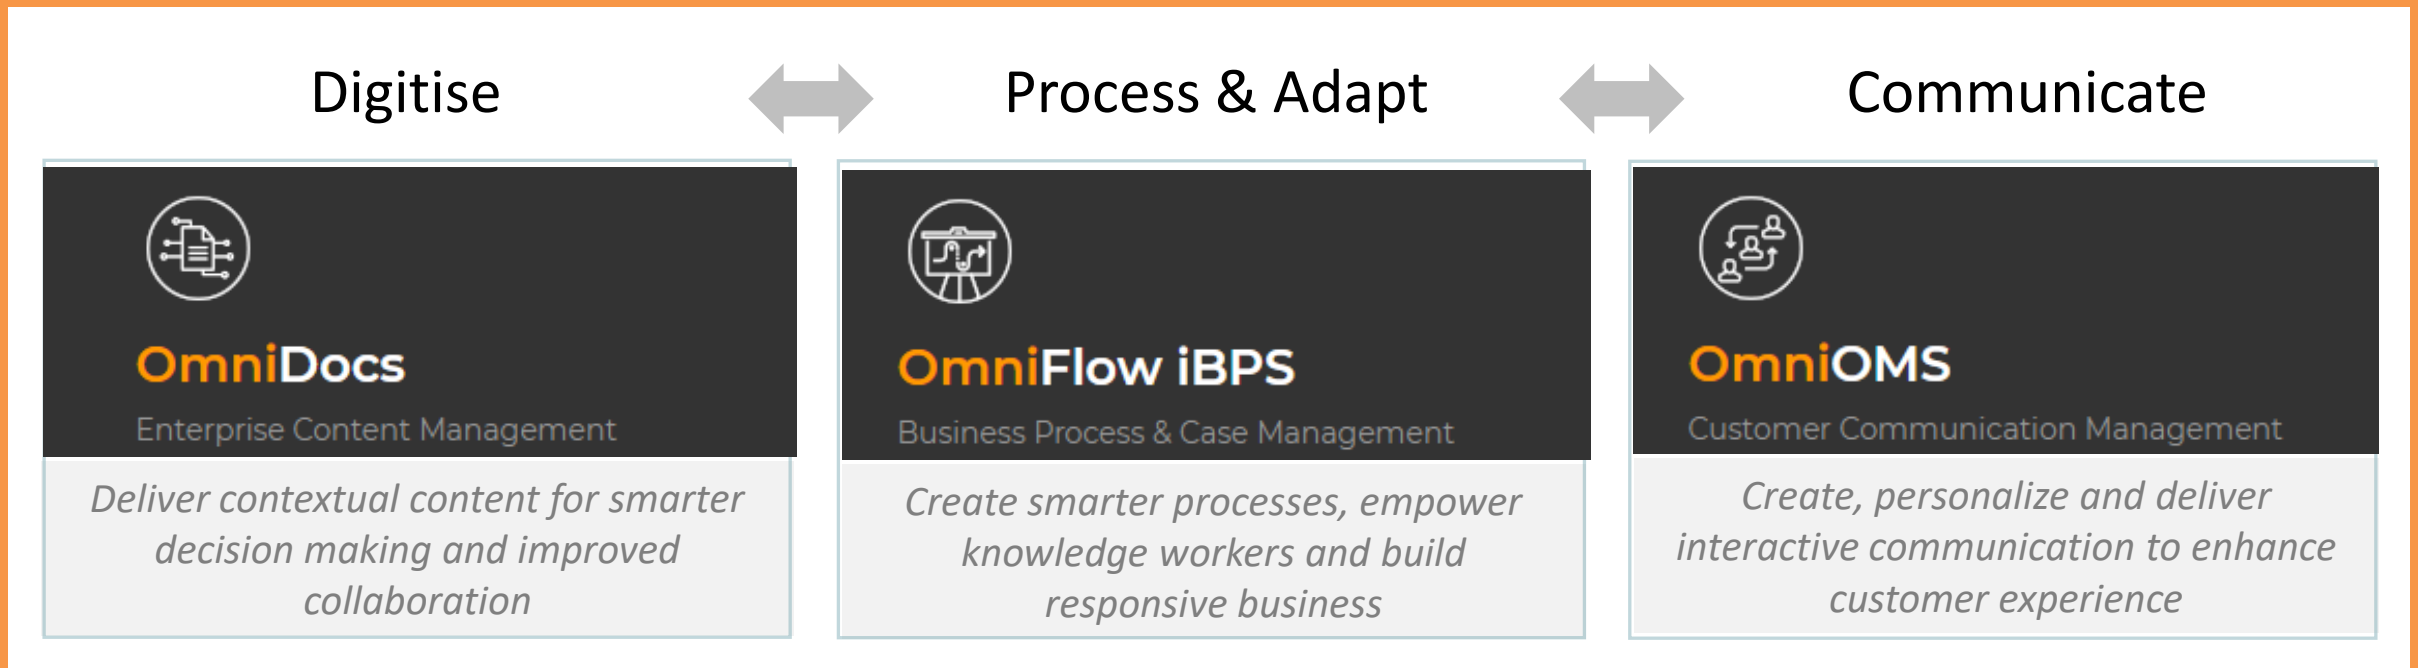 Digitise
Process & Adapt
Communicate
OmniDocs
Enterprise Content Management
Deliver contextual content for smarter
decision making and improved
collaboration
OmniFlow iBPS
Business Process & Case Management
Create smarter processes, empower
knowledge workers and build
responsive business
OmniOMS
Customer Communication Management
Create, personalize and deliver
interactive communication to enhance
customer experience